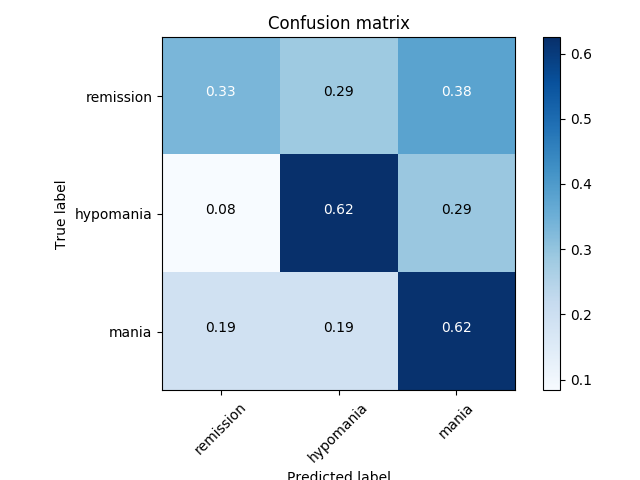 Confusion matrix
True label
remission 0.33 0.29 0.38
hypomania 0.08 0.62 0.29
mania 0.19 0.19 0.62
remission hypomania mania
Predicted label
0.6
0.5
0.4
0.3
0.2
0.1